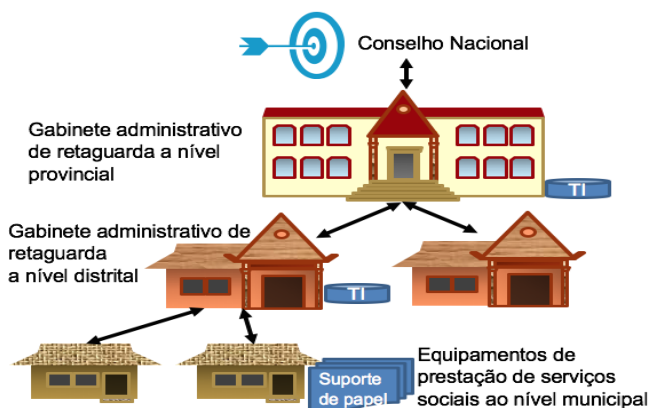 Conselho Nacional
Gabinete administrativo
de retaguarda a nível
provincial
TI
Gabinete administrativo de
retaguarda
a nível distrital
TI
Suporte
de papel
Equipamentos de
prestação de serviços
sociais ao nível municipal